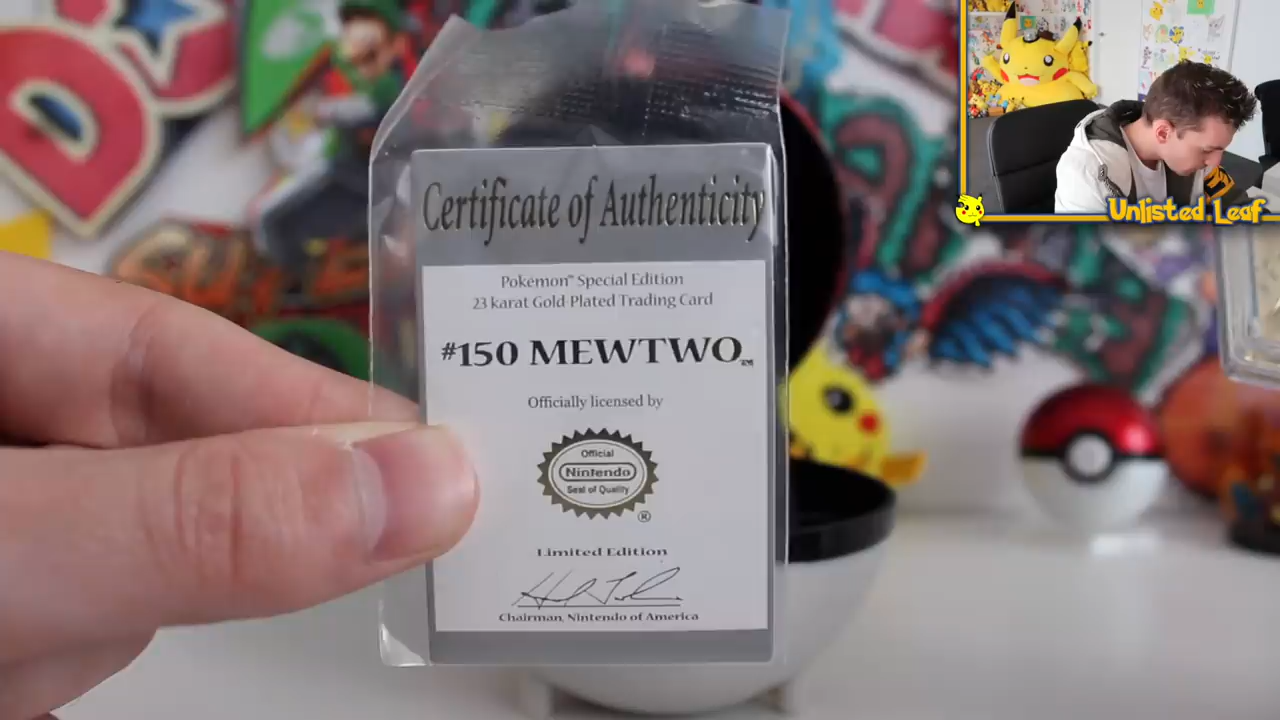 Certificate of Authenticity
Pokémon™ Special Edition
23 karat Gold-Plated Trading Card
#150 MEWTWO™
Officially licensed by
Official
Nintendo
Seal of Quality
®
Limited Edition
Chairman, Nintendo of America
Unlisted Leaf